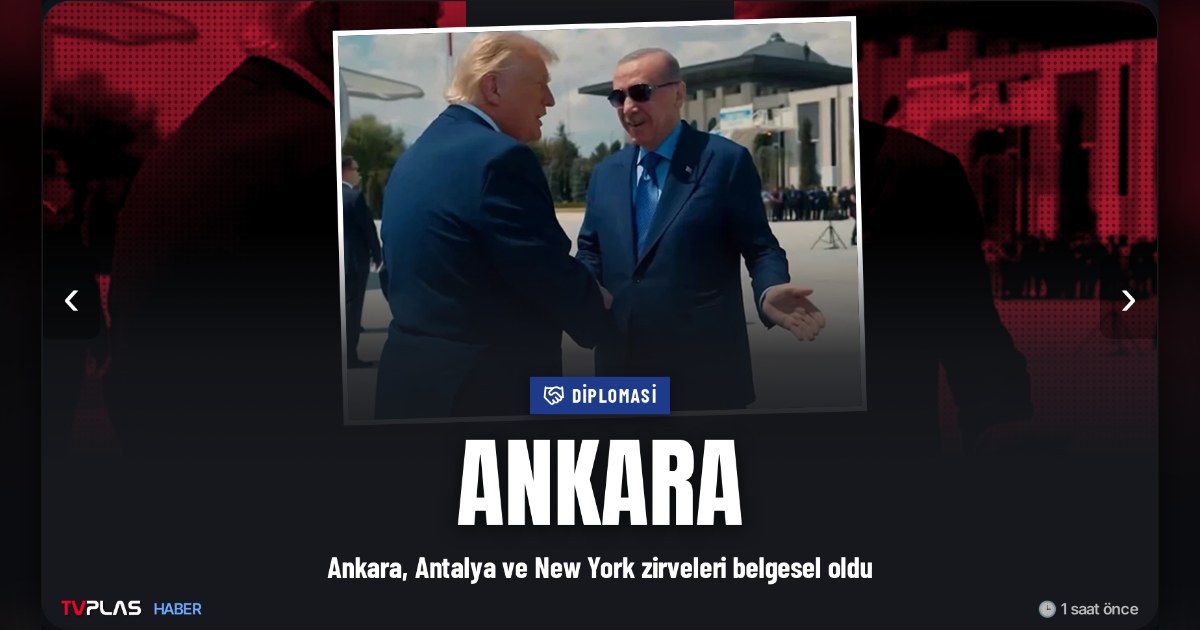 DİPLOMASİ
ANKARA
Ankara, Antalya ve New York zirveleri belgesel oldu
TVPLAS HABER
1 saat önce